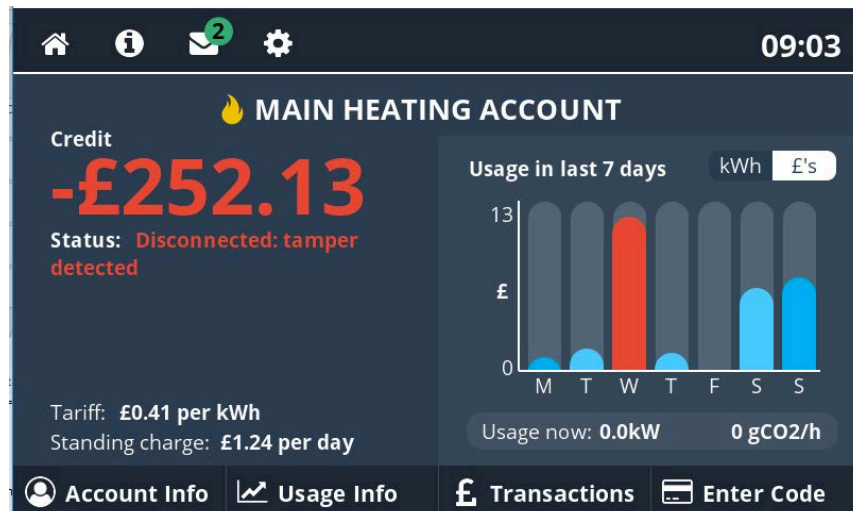 2
09:03
MAIN HEATING ACCOUNT
Credit
-£252.13
Status: Disconnected: tamper
detected
Tariff: £0.41 per kWh
Standing charge: £1.24 per day
Usage in last 7 days
kWh £'s
13
£
0
M T W T F S S
Usage now: 0.0kW 0 gCO2/h
Account Info Usage Info £ Transactions Enter Code